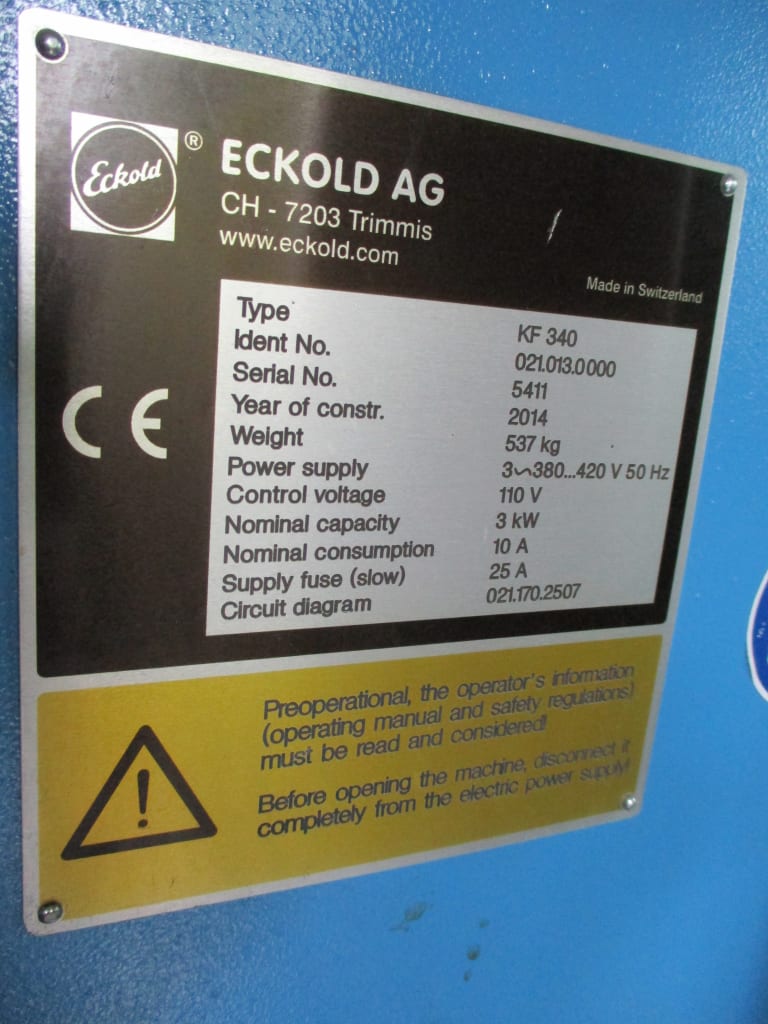 Eckold ®
ECKOLD AG
CH - 7203 Trimmis
www.eckold.com
Made in Switzerland
CE
Type KF 340
Ident No. 021.013.0000
Serial No. 5411
Year of constr. 2014
Weight 537 kg
Power supply 3~380...420 V 50 Hz
Control voltage 110 V
Nominal capacity 3 kW
Nominal consumption 10 A
Supply fuse (slow) 25 A
Circuit diagram 021.170.2507
Preoperational, the operator's information
(operating manual and safety regulations)
must be read and considered!
Before opening the machine, disconnect it
completely from the electric power supply!